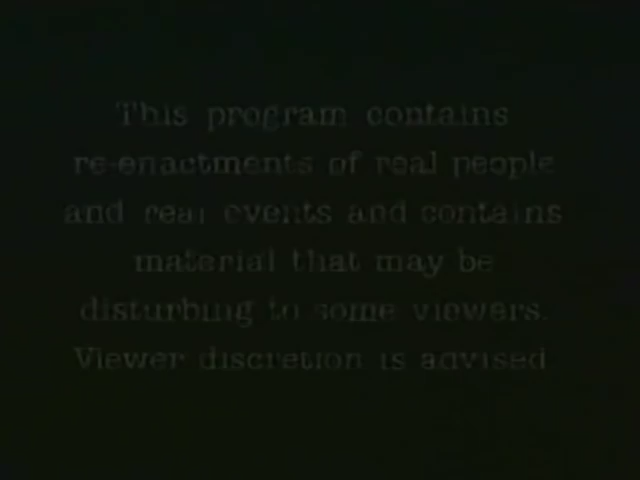 This program contains
re-enactments of real people
and real events and contains
material that may be
disturbing to some viewers.
Viewer discretion is advised